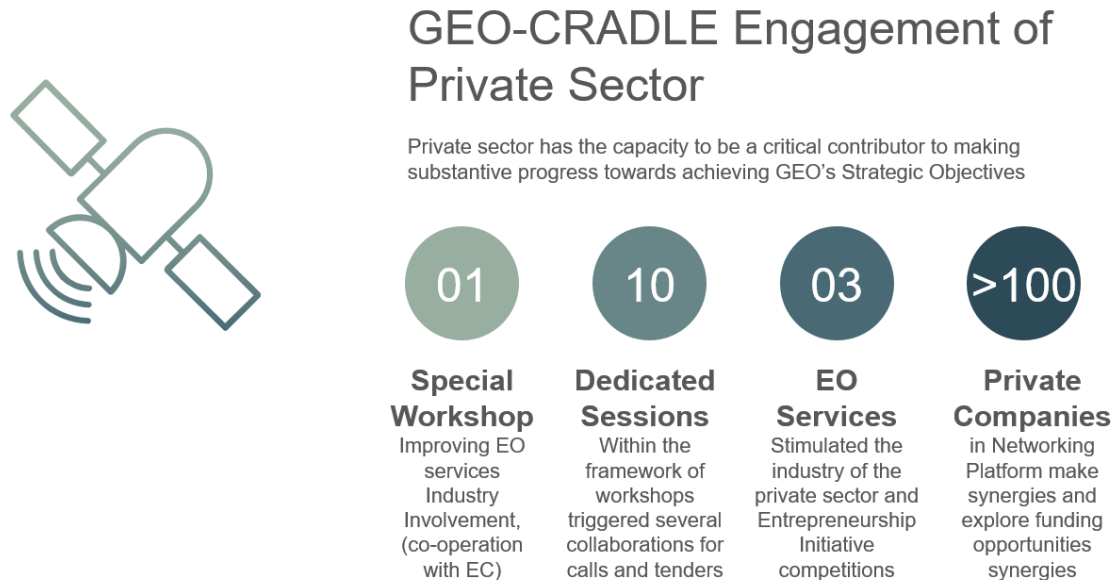 GEO-CRADLE Engagement of
Private Sector
Private sector has the capacity to be a critical contributor to making
substantive progress towards achieving GEO’s Strategic Objectives
01
Special
Workshop
Improving EO
services
Industry
Involvement,
(co-operation
with EC)
10
Dedicated
Sessions
Within the
framework of
workshops
triggered several
collaborations for
calls and tenders
03
EO
Services
Stimulated the
industry of the
private sector and
Entrepreneurship
Initiative
competitions
>100
Private
Companies
in Networking
Platform make
synergies and
explore funding
opportunities
synergies